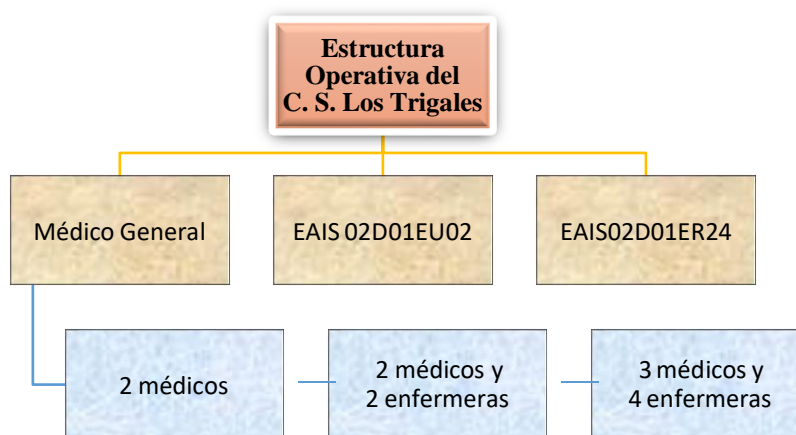 Estructura
Operativa del
C. S. Los Trigales
Médico General
EAIS 02D01EU02
EAIS02D01ER24
2 médicos
2 médicos y
2 enfermeras
3 médicos y
4 enfermeras